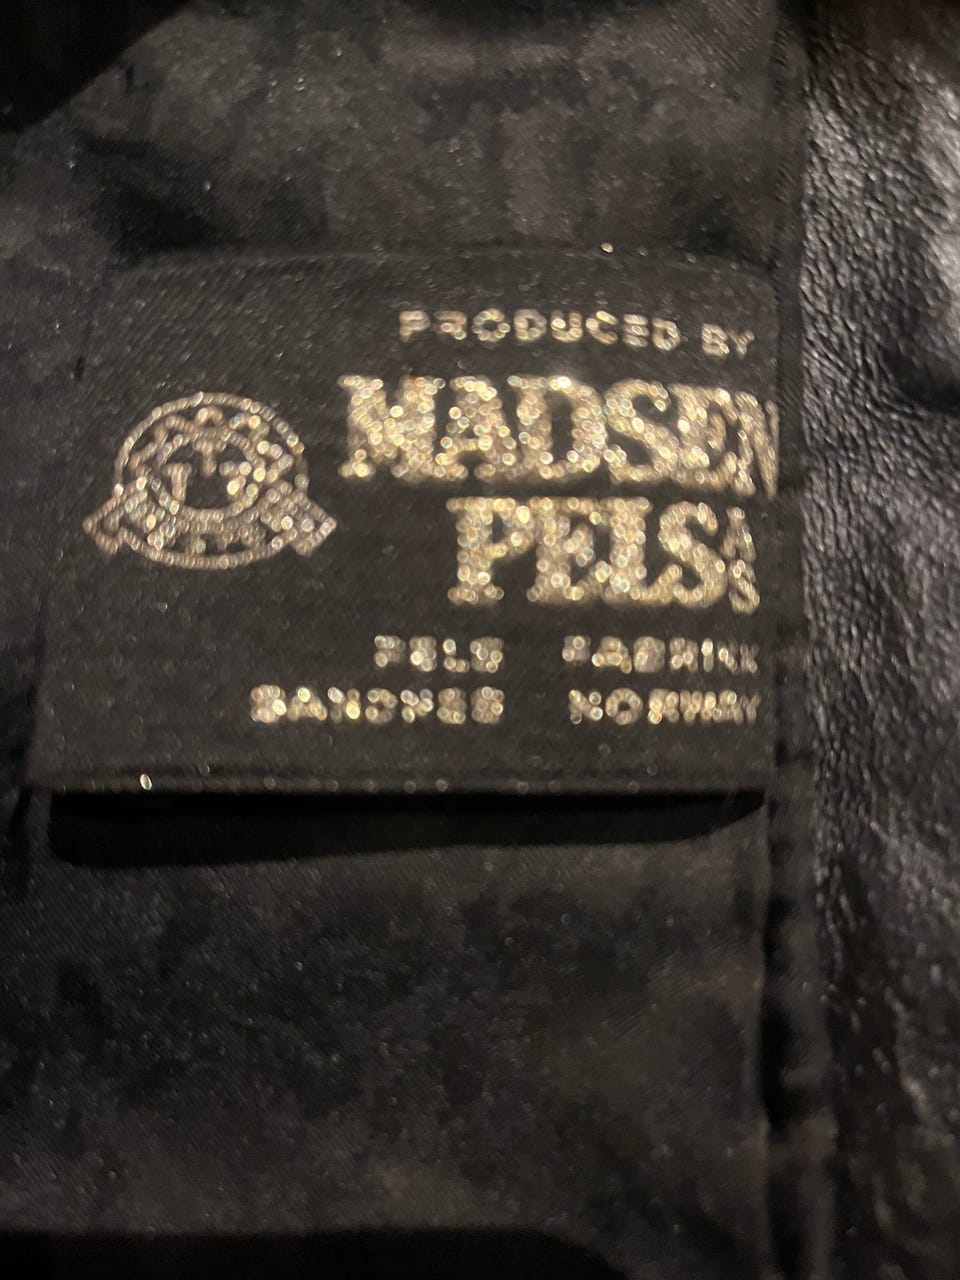 PRODUCED BY
MADSEN
PELS A/S
PELS FABRIKK
SANDNES NORWAY